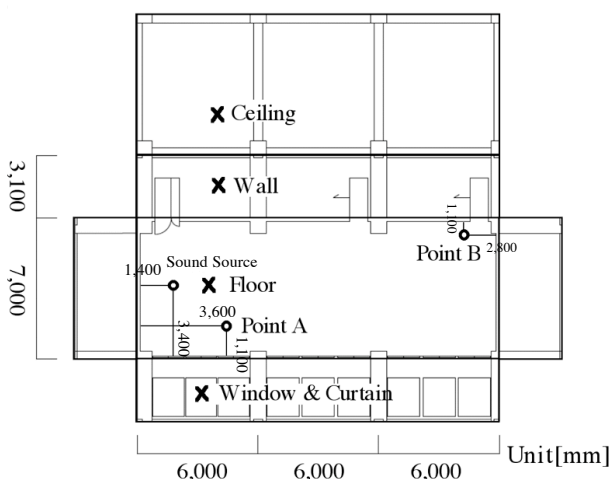 Ceiling
3,100
Wall
1,100
Point B
2,800
1,400
Sound Source
Floor
7,000
3,600
Point A
3,400
1,100
Window & Curtain
6,000
6,000
6,000
Unit[mm]